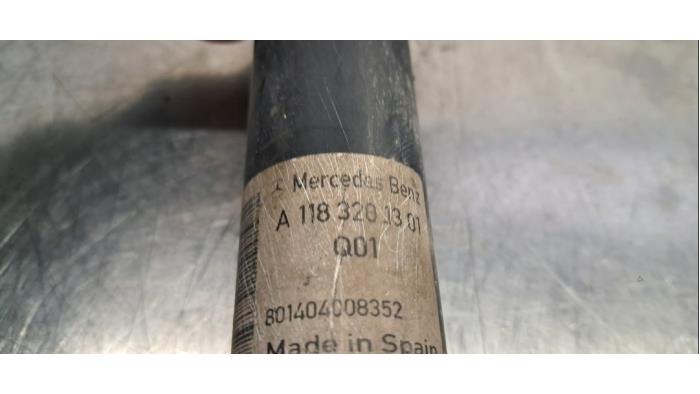 Mercedes Benz
A 118 328 13 01
Q01
801404008352
Made in Spain